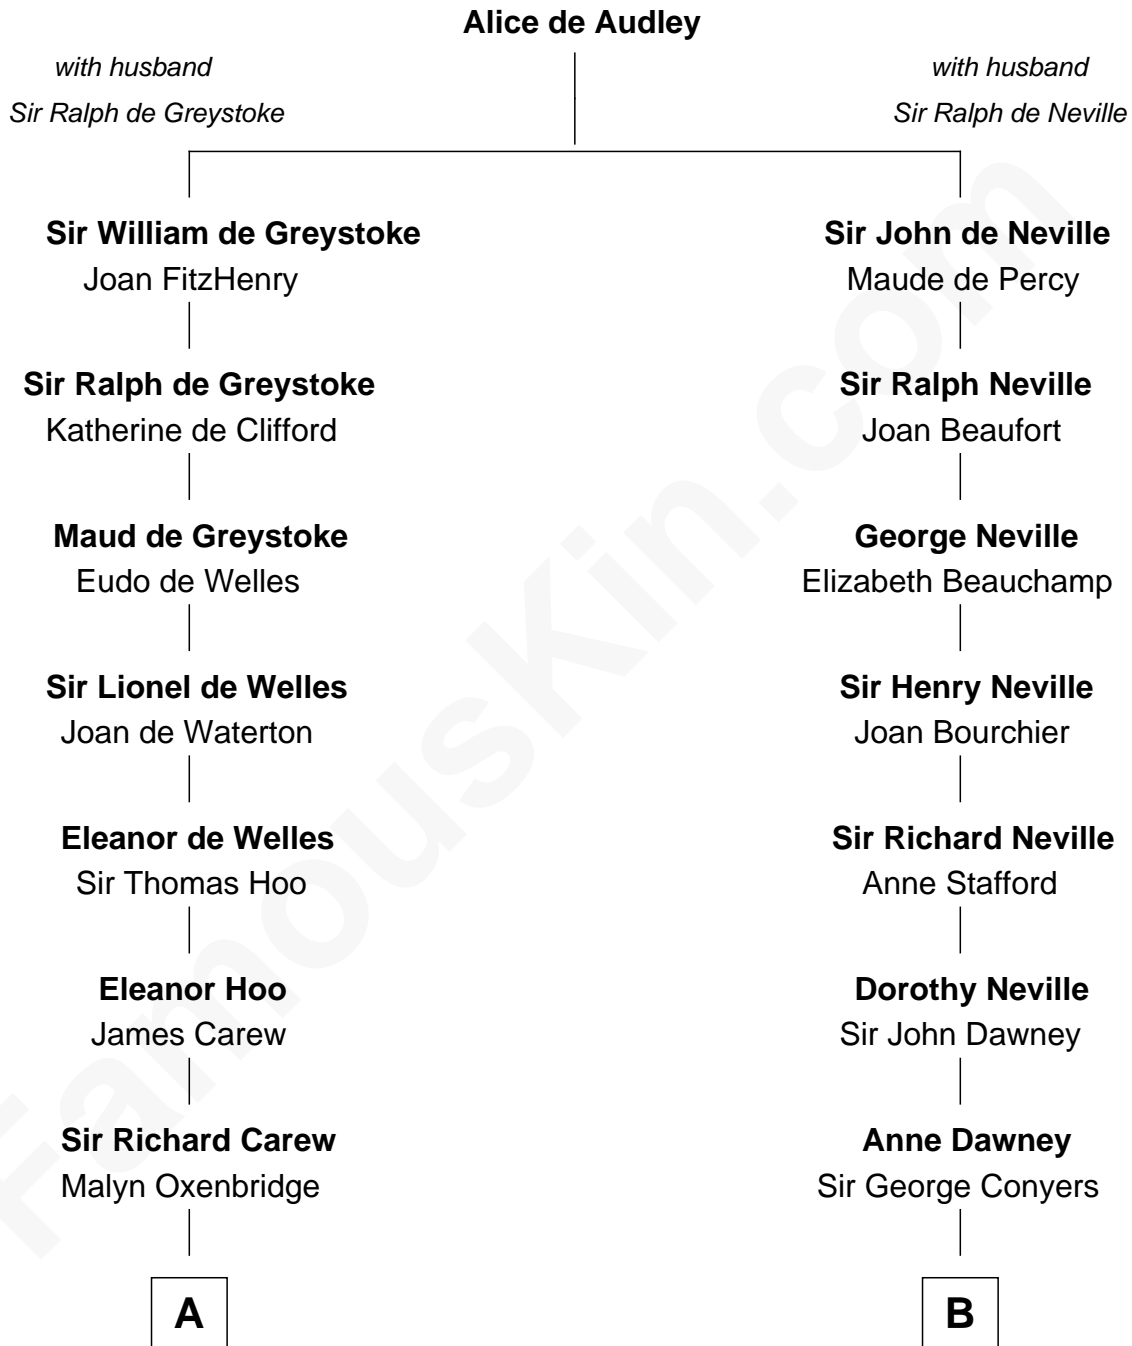 Alice de Audley
with husband
Sir Ralph de Greystoke
with husband
Sir Ralph de Neville
Sir William de Greystoke
Joan FitzHenry
Sir John de Neville
Maude de Percy
Sir Ralph de Greystoke
Katherine de Clifford
Sir Ralph Neville
Joan Beaufort
Maud de Greystoke
Eudo de Welles
George Neville
Elizabeth Beauchamp
Sir Lionel de Welles
Joan de Waterton
Sir Henry Neville
Joan Bourchier
Eleanor de Welles
Sir Thomas Hoo
Sir Richard Neville
Anne Stafford
Eleanor Hoo
James Carew
Dorothy Neville
Sir John Dawney
Sir Richard Carew
Malyn Oxenbridge
Anne Dawney
Sir George Conyers
A
B
FamousKin.com